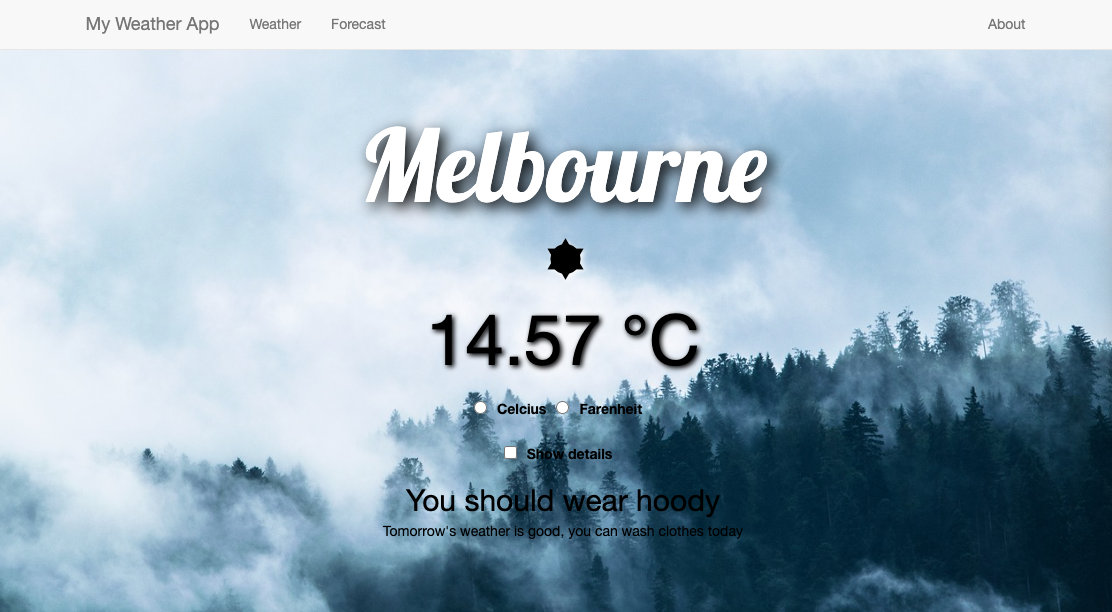 My Weather App Weather Forecast About
Melbourne
14.57 °C
Celcius Farenheit
Show details
You should wear hoody
Tomorrow's weather is good, you can wash clothes today